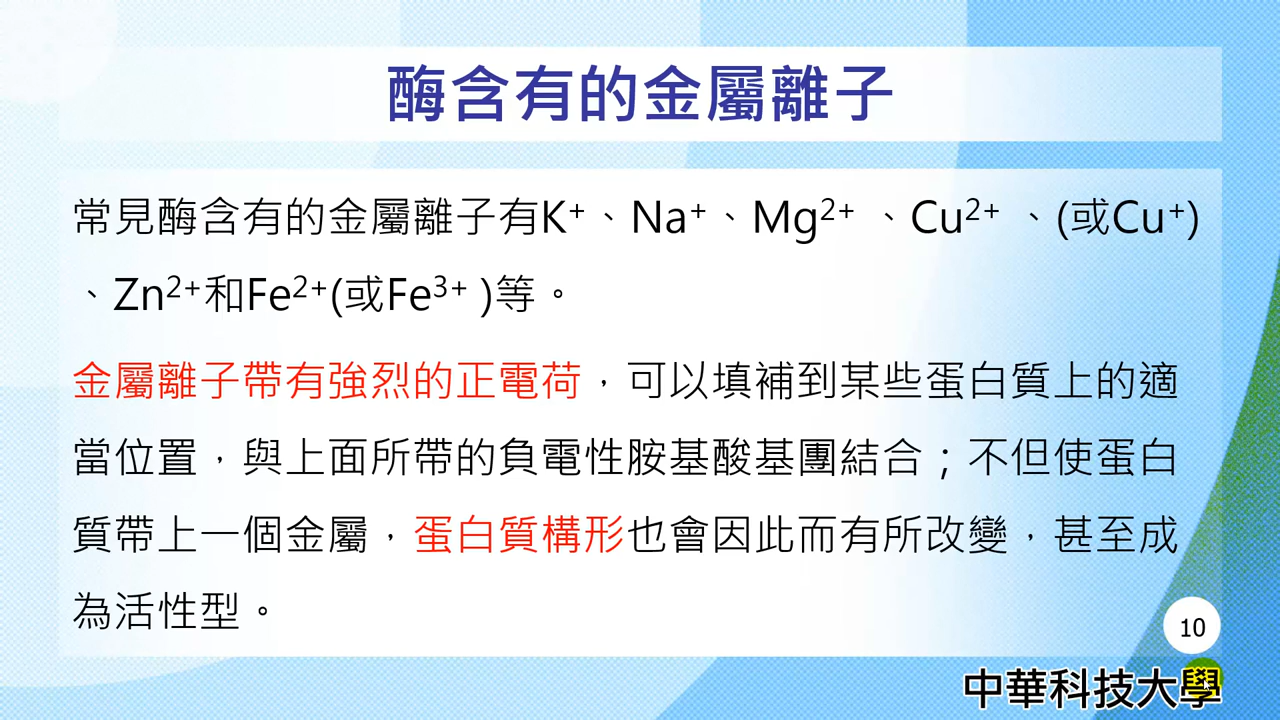 酶含有的金屬離子
常見酶含有的金屬離子有K⁺、Na⁺、Mg²⁺ 、Cu²⁺ 、(或Cu⁺)
、Zn²⁺和Fe²⁺(或Fe³⁺ )等。
金屬離子帶有強烈的正電荷，可以填補到某些蛋白質上的適
當位置，與上面所帶的負電性胺基酸基團結合；不但使蛋白
質帶上一個金屬，蛋白質構形也會因此而有所改變，甚至成
為活性型。
10
中華科技大學